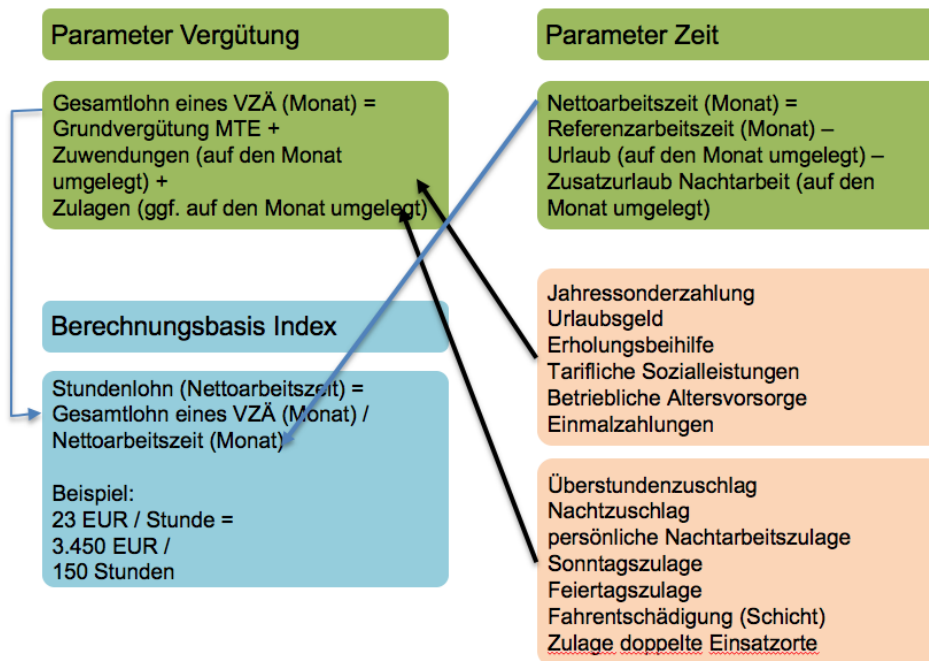 Parameter Vergütung
Gesamtlohn eines VZÄ (Monat) =
Grundvergütung MTE +
Zuwendungen (auf den Monat
umgelegt) +
Zulagen (ggf. auf den Monat umgelegt)
Berechnungsbasis Index
Stundenlohn (Nettoarbeitszeit) =
Gesamtlohn eines VZÄ (Monat) /
Nettoarbeitszeit (Monat)
Beispiel:
23 EUR / Stunde =
3.450 EUR /
150 Stunden
Parameter Zeit
Nettoarbeitszeit (Monat) =
Referenzarbeitszeit (Monat) –
Urlaub (auf den Monat umgelegt) –
Zusatzurlaub Nachtarbeit (auf den
Monat umgelegt)
Jahressonderzahlung
Urlaubsgeld
Erholungsbeihilfe
Tarifliche Sozialleistungen
Betriebliche Altersvorsorge
Einmalzahlungen
Überstundenzuschlag
Nachtzuschlag
persönliche Nachtarbeitszulage
Sonntagszulage
Feiertagszulage
Fahrentschädigung (Schicht)
Zulage doppelte Einsatzorte